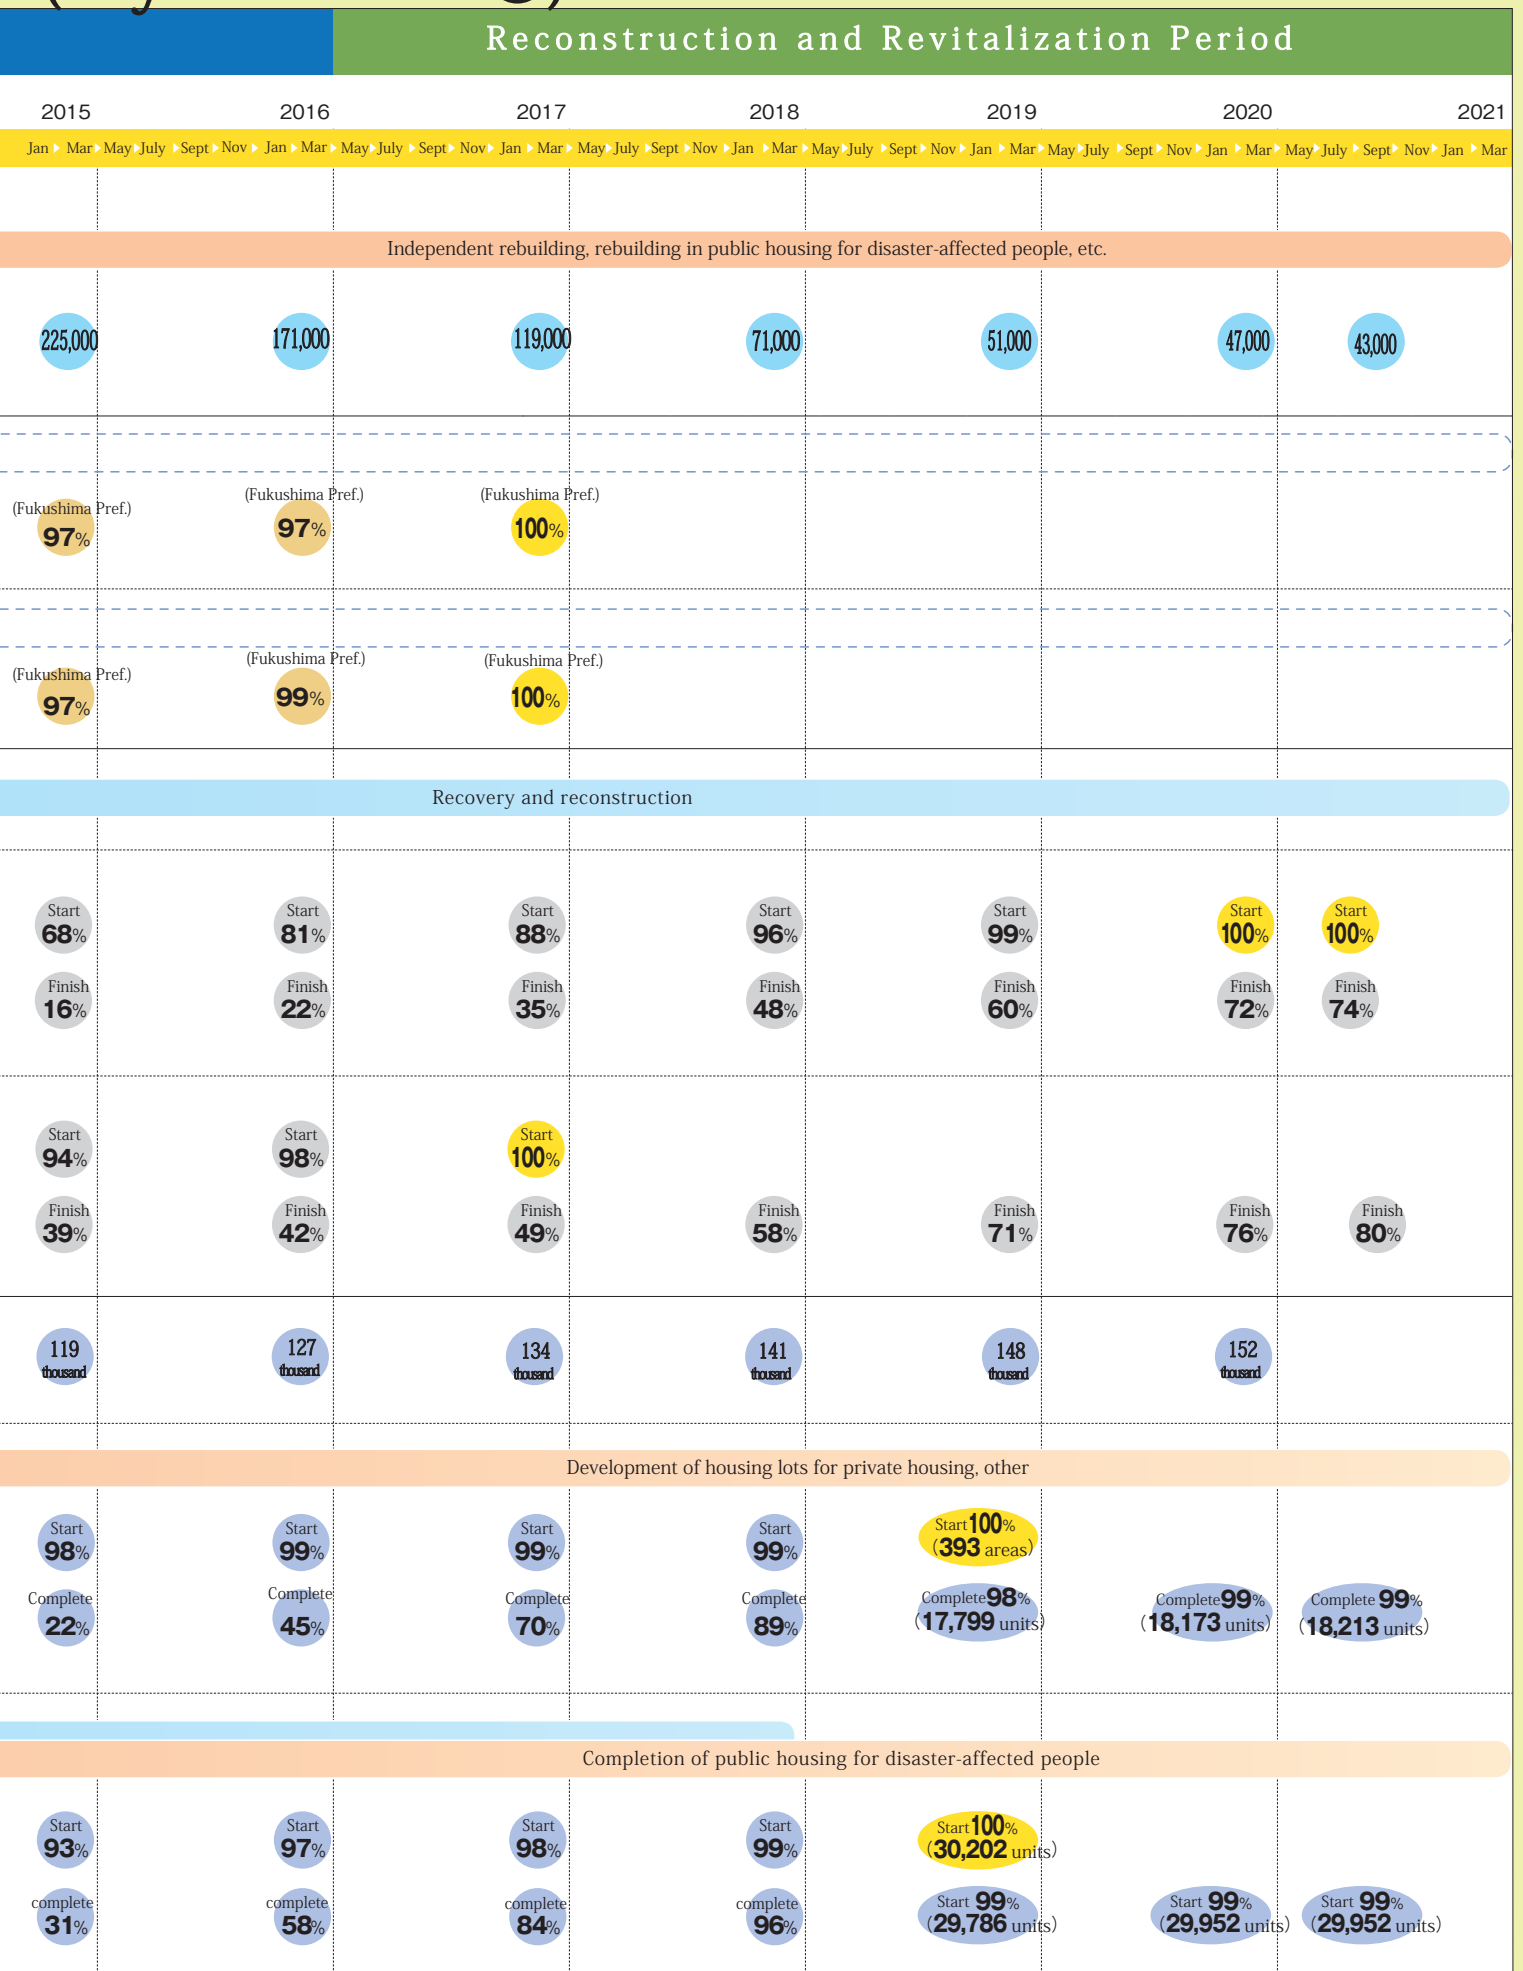 Reconstruction and Revitalization Period
2015 2016 2017 2018 2019 2020 2021
Jan Mar May July Sept Nov Jan Mar May July Sept Nov Jan Mar May July Sept Nov Jan Mar May July Sept Nov Jan Mar May July Sept Nov Jan Mar May July Sept Nov Jan Mar
Independent rebuilding, rebuilding in public housing for disaster-affected people, etc.
225,000 171,000 119,000 71,000 51,000 47,000 43,000
(Fukushima Pref.) (Fukushima Pref.) (Fukushima Pref.)
97% 97% 100%
(Fukushima Pref.) (Fukushima Pref.) (Fukushima Pref.)
97% 99% 100%
Recovery and reconstruction
Start Start Start Start Start Start Start
68% 81% 88% 96% 99% 100% 100%
Finish Finish Finish Finish Finish Finish Finish
16% 22% 35% 48% 60% 72% 74%
Start Start Start
94% 98% 100%
Finish Finish Finish Finish Finish Finish Finish
39% 42% 49% 58% 71% 76% 80%
119 127 134 141 148 152
thousand thousand thousand thousand thousand thousand
Development of housing lots for private housing, other
Start Start Start Start Start 100%
98% 99% 99% 99% (393 areas)
Complete Complete Complete Complete Complete 98% Complete 99% Complete 99%
22% 45% 70% 89% (17,799 units) (18,173 units) (18,213 units)
Completion of public housing for disaster-affected people
Start Start Start Start Start 100%
93% 97% 98% 99% (30,202 units)
complete complete complete complete Start 99% Start 99% Start 99%
31% 58% 84% 96% (29,786 units) (29,952 units) (29,952 units)